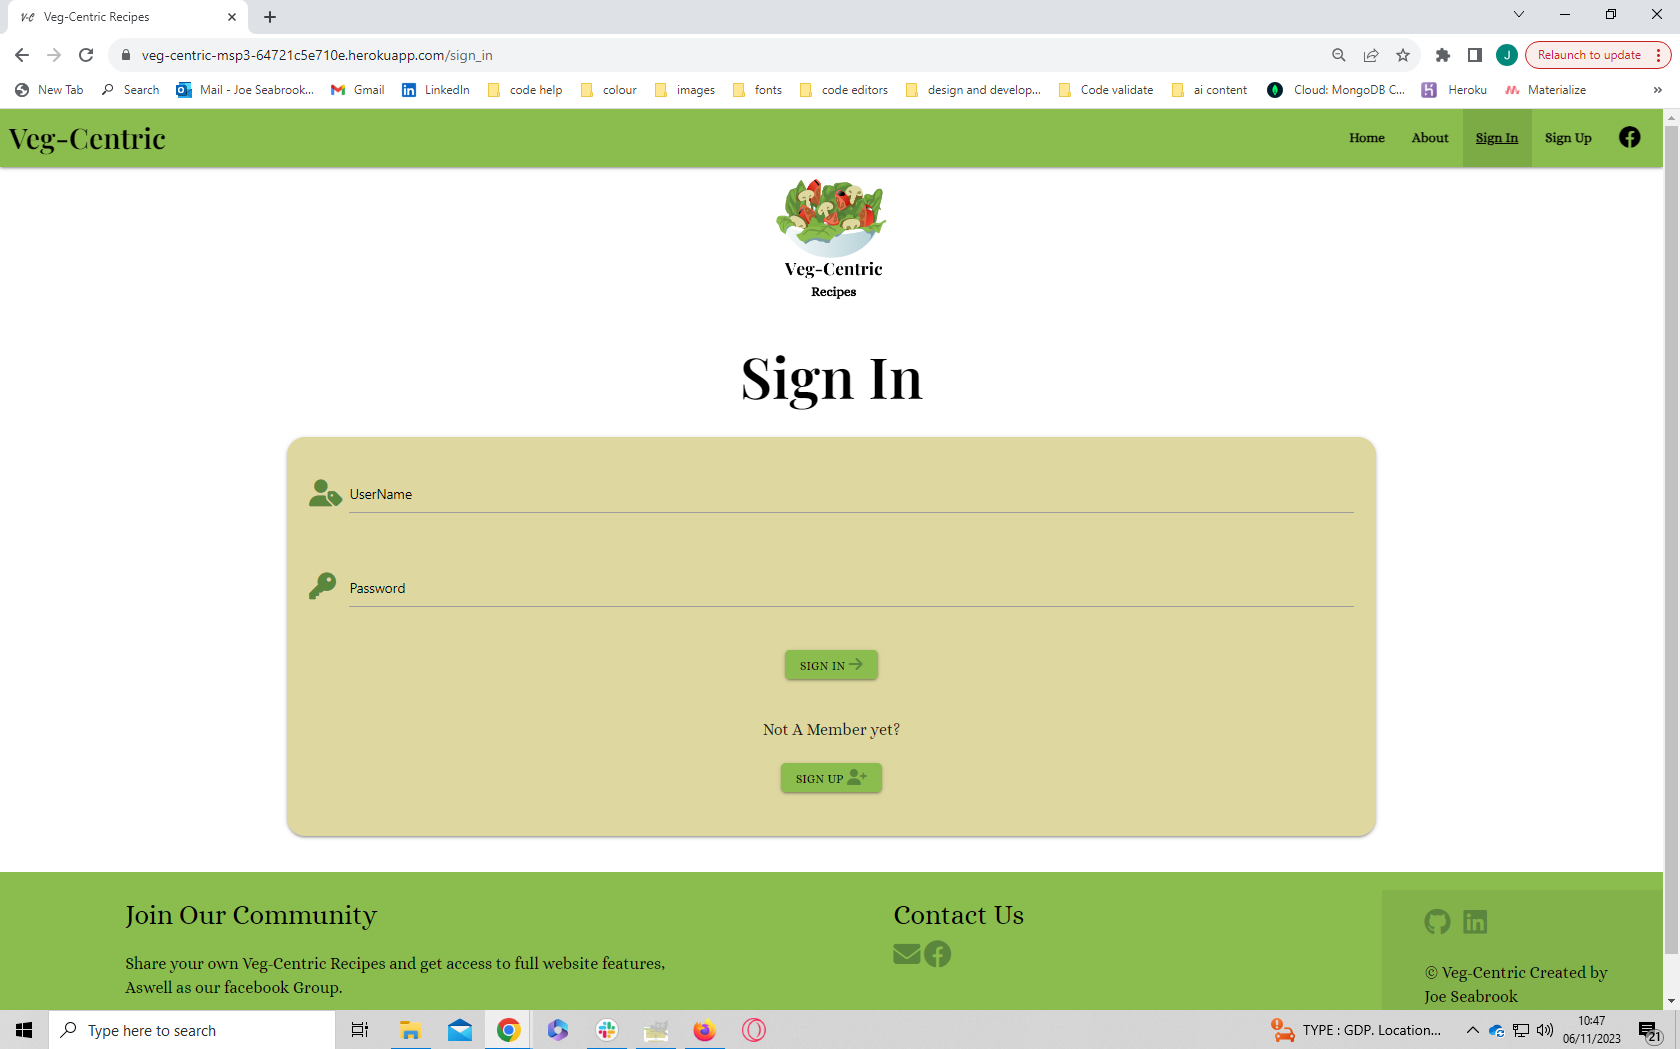 V-C Veg-Centric Recipes
veg-centric-msp3-64721c5e710e.herokuapp.com/sign_in
J
Relaunch to update
New Tab Search Mail - Joe Seabrook... Gmail LinkedIn code help colour images fonts code editors design and develop... Code validate ai content Cloud: MongoDB C... Heroku Materialize »
Veg-Centric
Home About Sign In Sign Up
Veg-Centric
Recipes
Sign In
UserName
Password
SIGN IN
Not A Member yet?
SIGN UP
Join Our Community
Share your own Veg-Centric Recipes and get access to full website features,
Aswell as our facebook Group.
Contact Us
© Veg-Centric Created by
Joe Seabrook
Type here to search
TYPE : GDP. Location...
10:47
06/11/2023
21